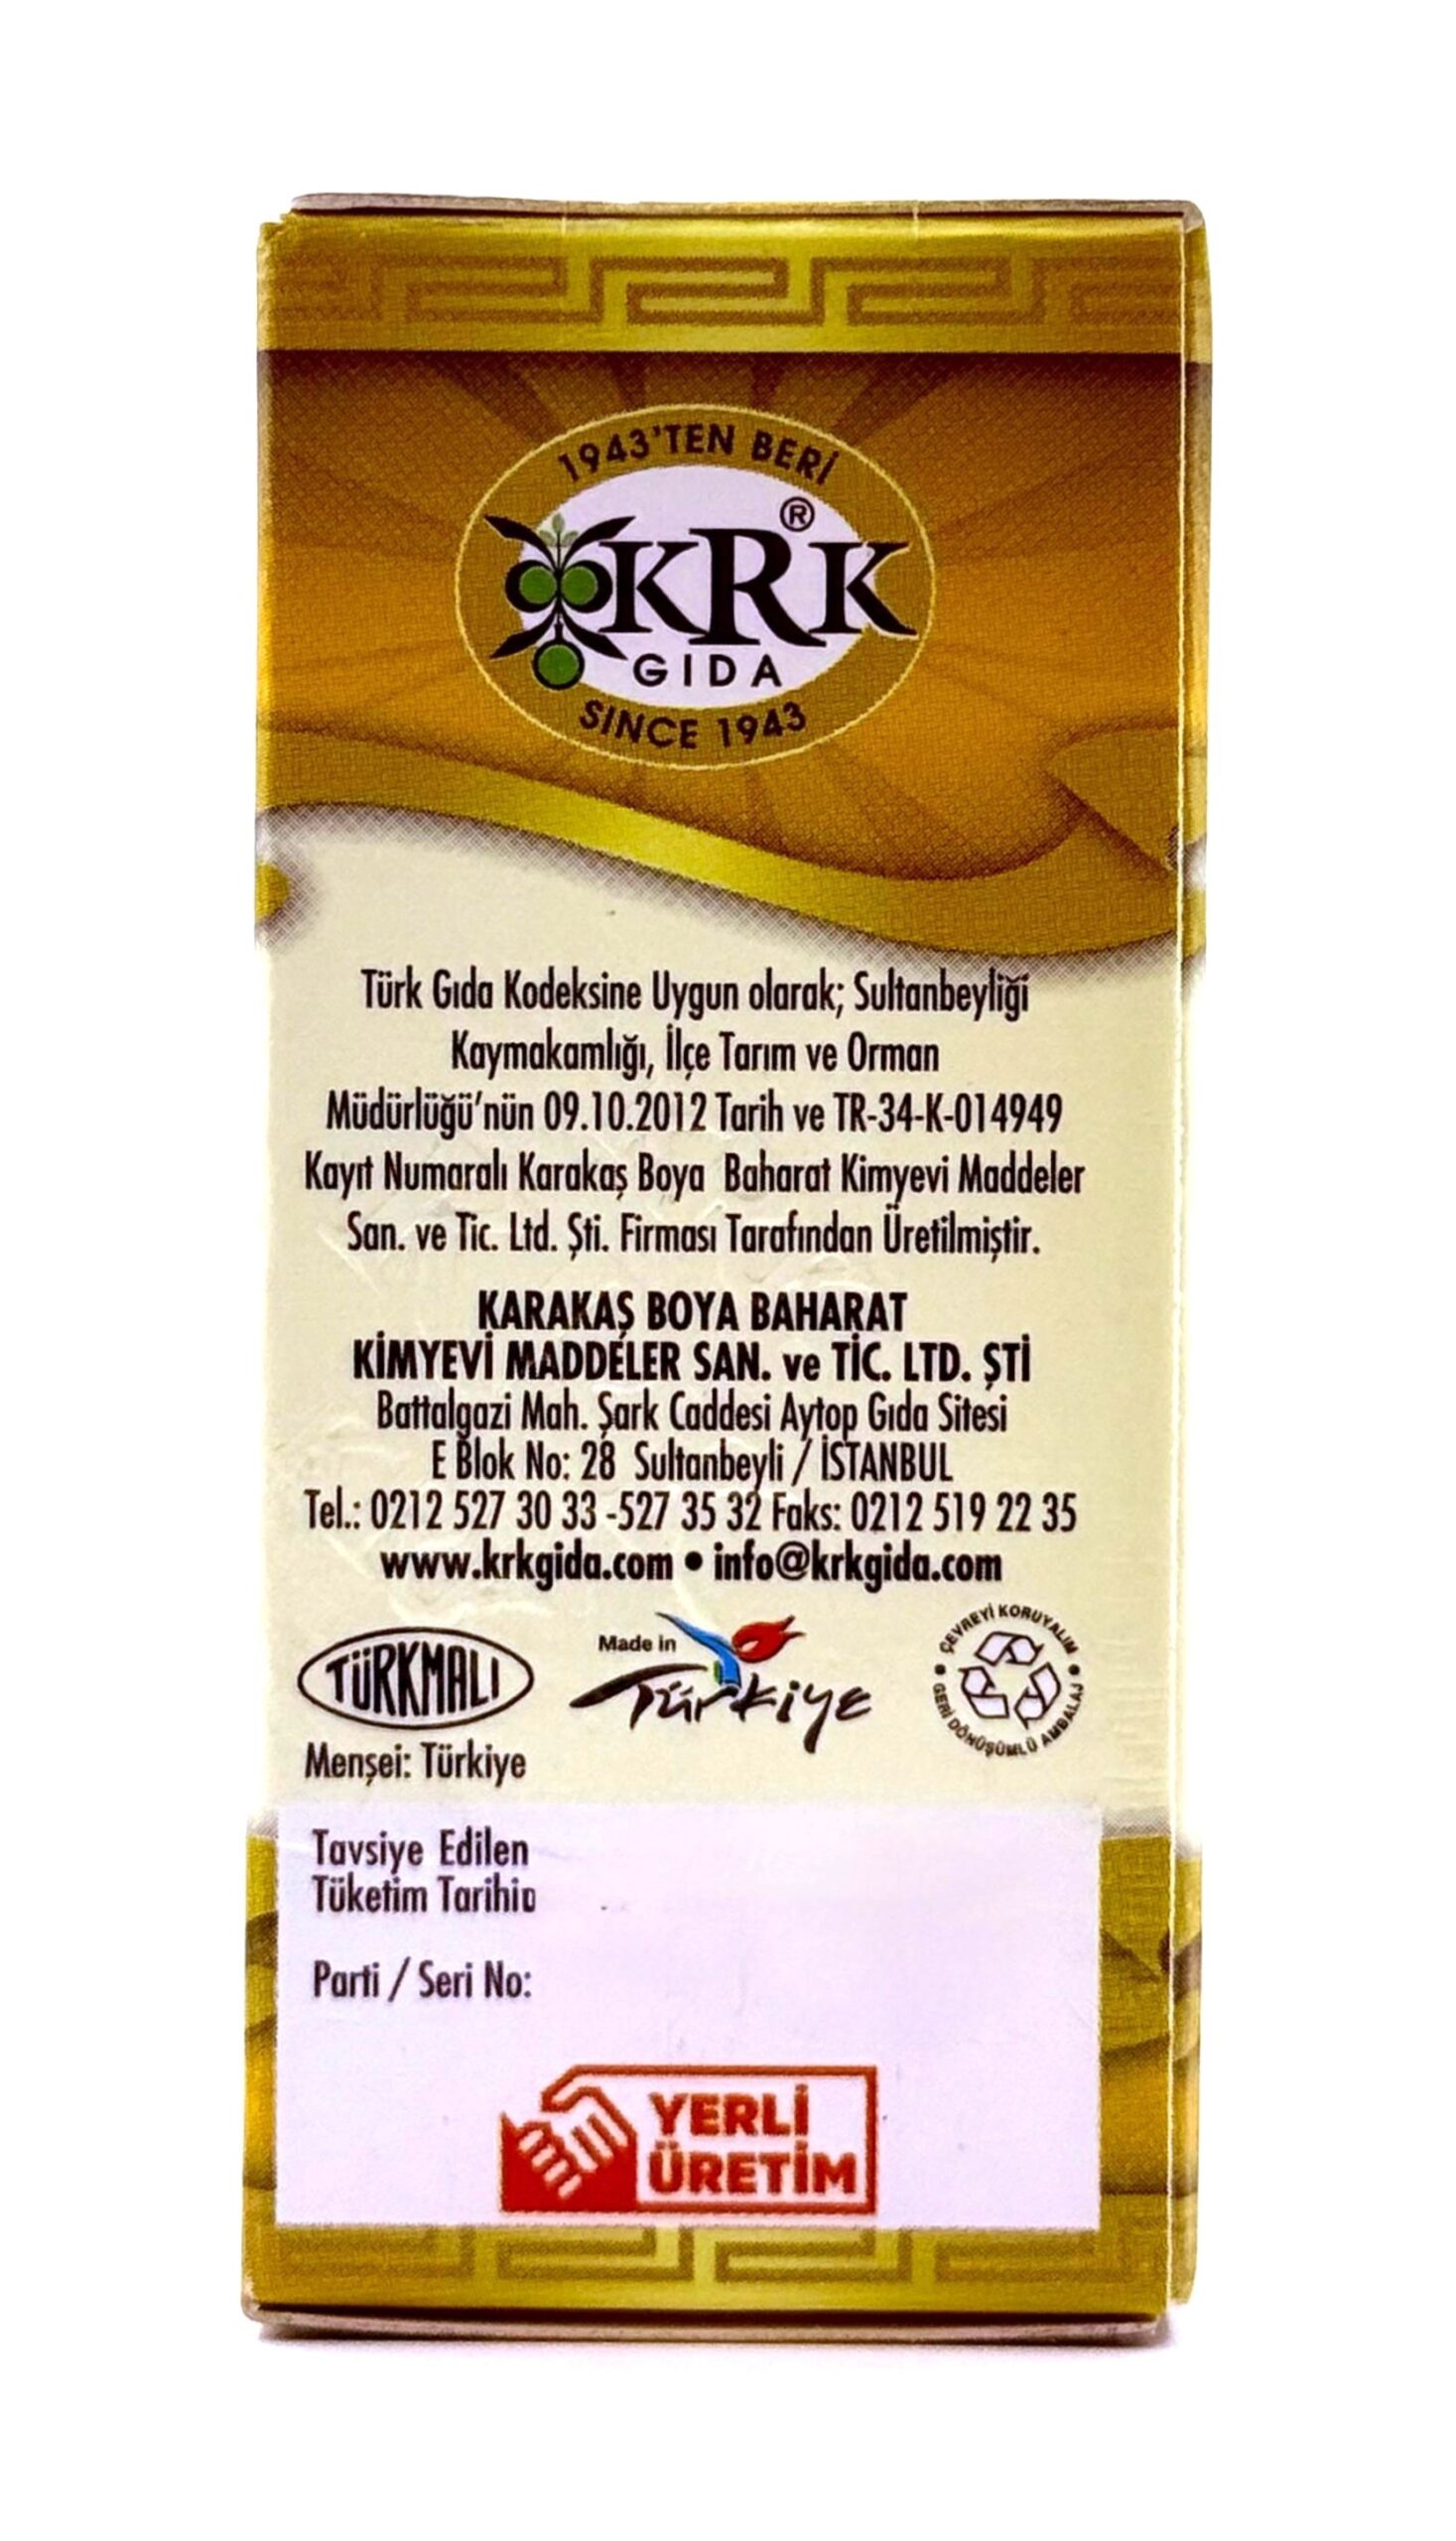 1943'TEN BERİ
KRK®
GIDA
SINCE 1943
Türk Gıda Kodeksine Uygun olarak; Sultanbeyliği
Kaymakamlığı, İlçe Tarım ve Orman
Müdürlüğü'nün 09.10.2012 Tarih ve TR-34-K-014949
Kayıt Numaralı Karakaş Boya Baharat Kimyevi Maddeler
San. ve Tic. Ltd. Şti. Firması Tarafından Üretilmiştir.
KARAKAŞ BOYA BAHARAT
KİMYEVİ MADDELER SAN. ve TİC. LTD. ŞTİ
Battalgazi Mah. Şark Caddesi Aytop Gıda Sitesi
E Blok No: 28 Sultanbeyli / İSTANBUL
Tel.: 0212 527 30 33 -527 35 32 Faks: 0212 519 22 35
www.krkgida.com • info@krkgida.com
TÜRKMALI
Made in
Türkiye
ÇEVREYİ KORUYALIM • GERİ DÖNÜŞÜMLÜ AMBALAJ •
Menşei: Türkiye
Tavsiye Edilen
Tüketim Tarihi
Parti / Seri No:
YERLİ
ÜRETİM